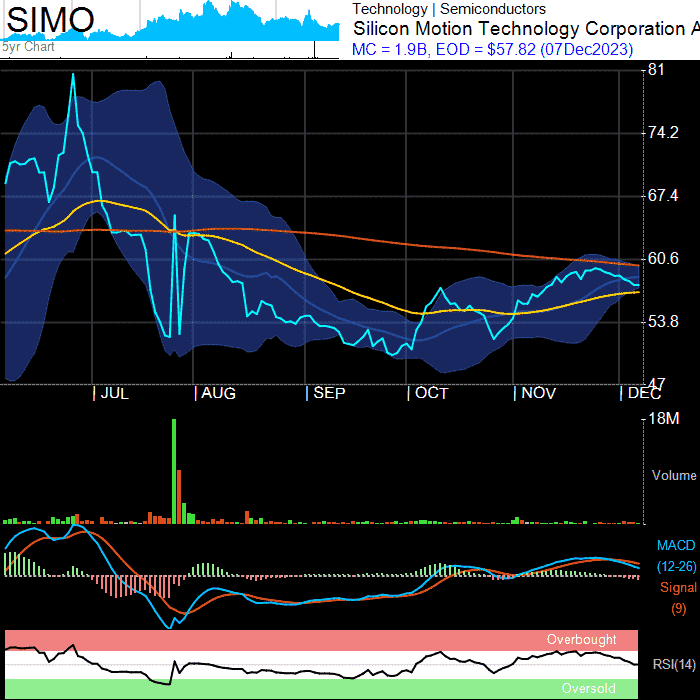 SIMO
5yr Chart
Technology | Semiconductors
Silicon Motion Technology Corporation A
MC = 1.9B, EOD = $57.82 (07Dec2023)
81
74.2
67.4
60.6
53.8
47
| JUL | AUG | SEP | OCT | NOV | DEC
18M
Volume
MACD
(12-26)
Signal
(9)
Overbought
RSI(14)
Oversold